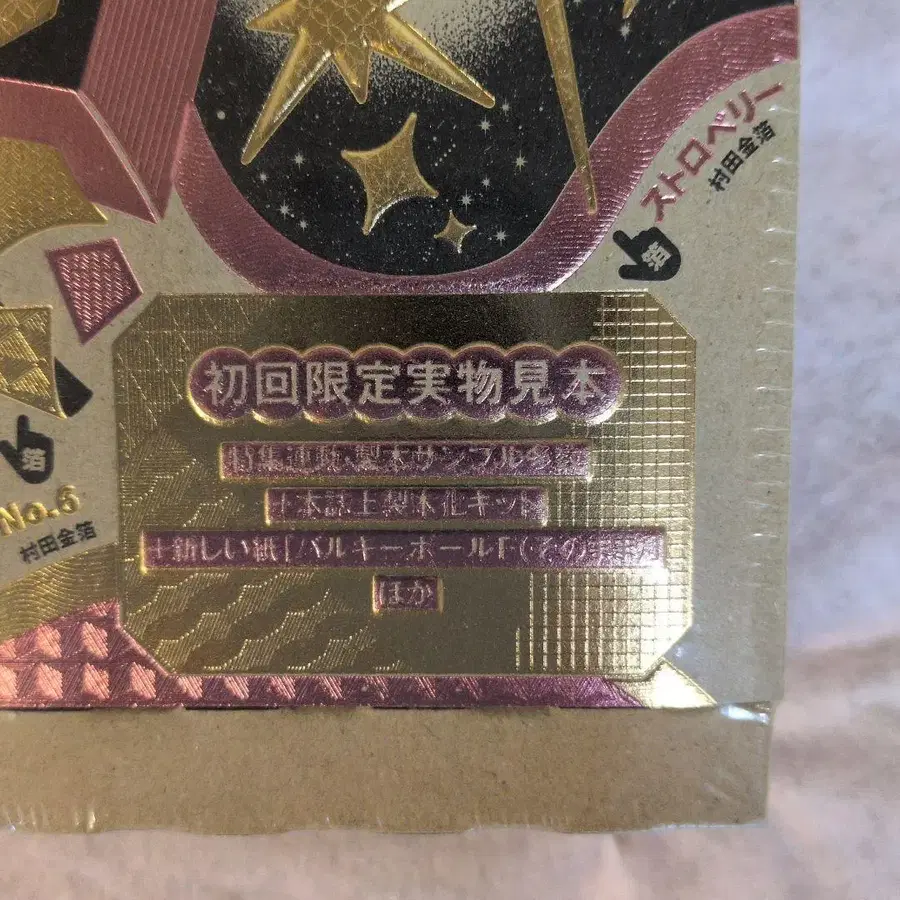 ストロベリー
村田金箔
箔
初回限定実物見本
特集連動・製本サンプル多数
+本誌上製本化キット
+新しい紙「バルキーボール」(その
ほか
箔
No.6
村田金箔